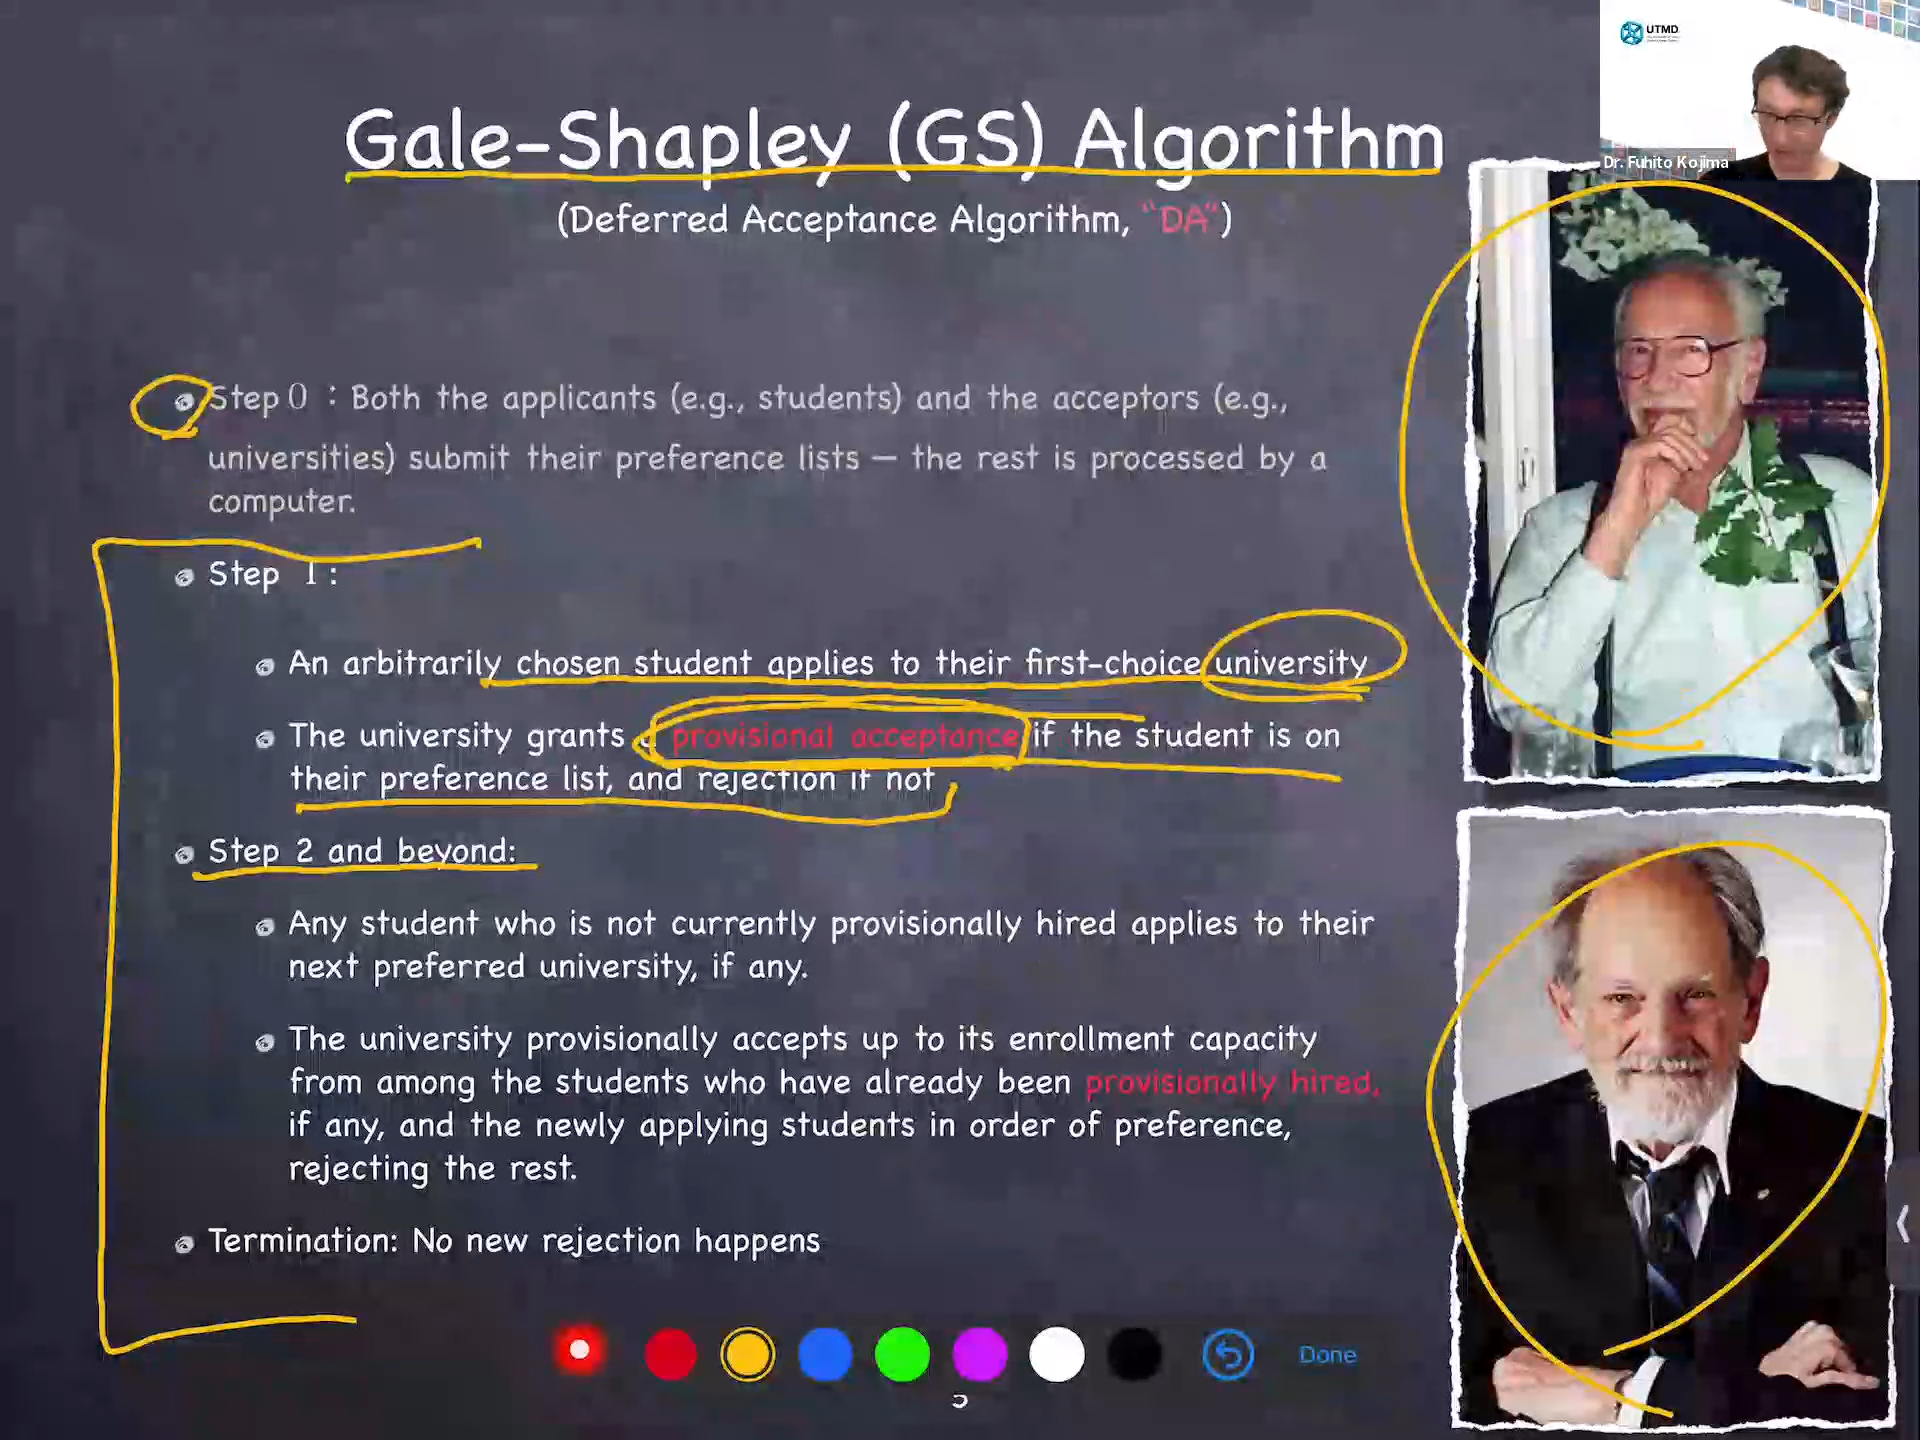 UTMD
Dr. Fuhito Kojima
Gale-Shapley (GS) Algorithm
(Deferred Acceptance Algorithm, “DA”)
Step 0 : Both the applicants (e.g., students) and the acceptors (e.g.,
universities) submit their preference lists — the rest is processed by a
computer.
Step 1 :
An arbitrarily chosen student applies to their first-choice university
The university grants a provisional acceptance if the student is on
their preference list, and rejection if not
Step 2 and beyond:
Any student who is not currently provisionally hired applies to their
next preferred university, if any.
The university provisionally accepts up to its enrollment capacity
from among the students who have already been provisionally hired,
if any, and the newly applying students in order of preference,
rejecting the rest.
Termination: No new rejection happens
Done